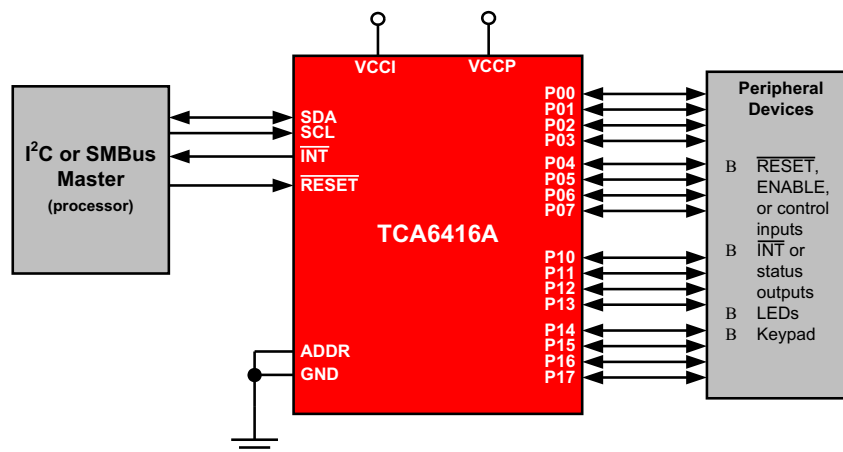 VCCI
VCCP
I²C or SMBus
Master
(processor)
SDA
SCL
INT
RESET
TCA6416A
ADDR
GND
P00
P01
P02
P03
P04
P05
P06
P07
P10
P11
P12
P13
P14
P15
P16
P17
Peripheral
Devices
B RESET,
ENABLE,
or control
inputs
B INT or
status
outputs
B LEDs
B Keypad